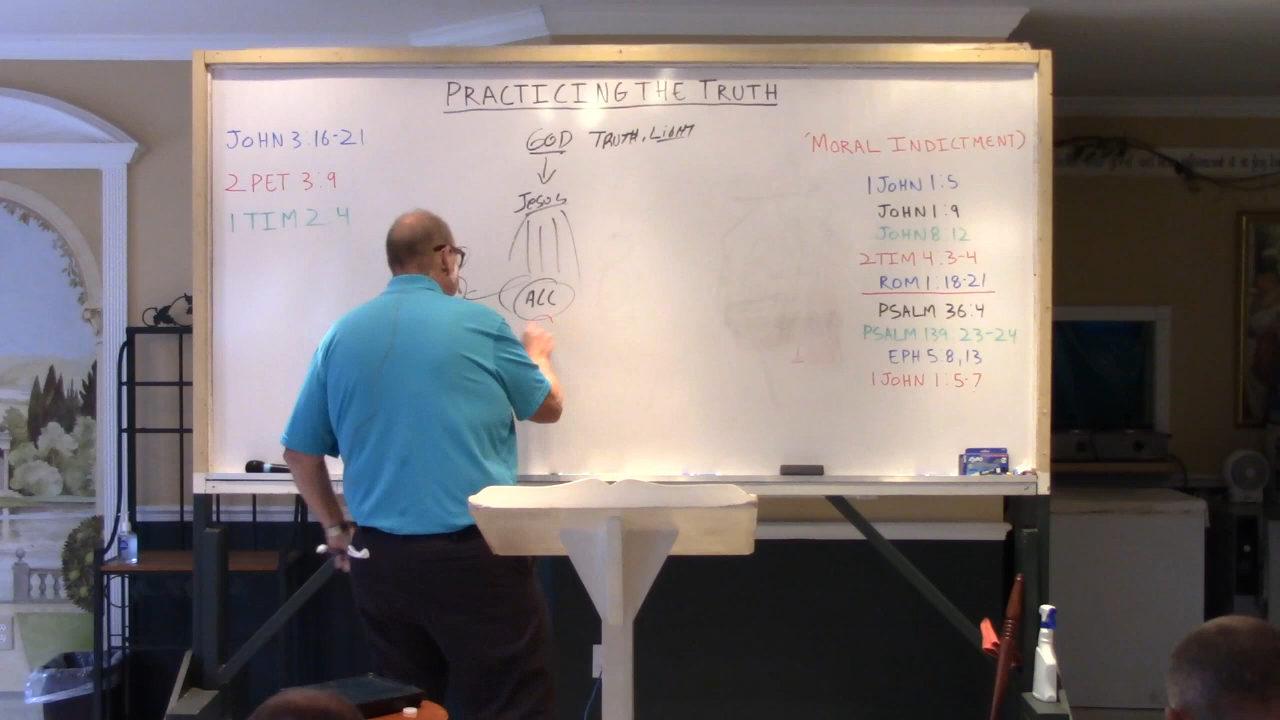 PRACTICING THE TRUTH
JOHN 3:16-21
2 PET 3:9
1 TIM 2:4
GOD TRUTH, LIGHT
Jesus
ALL
'MORAL INDICTMENT)
1 JOHN 1:5
JOHN 1:9
JOHN 8:12
2 TIM 4:3-4
ROM 1:18-21
PSALM 36:4
PSALM 139:23-24
EPH 5:8,13
1 JOHN 1:5-7